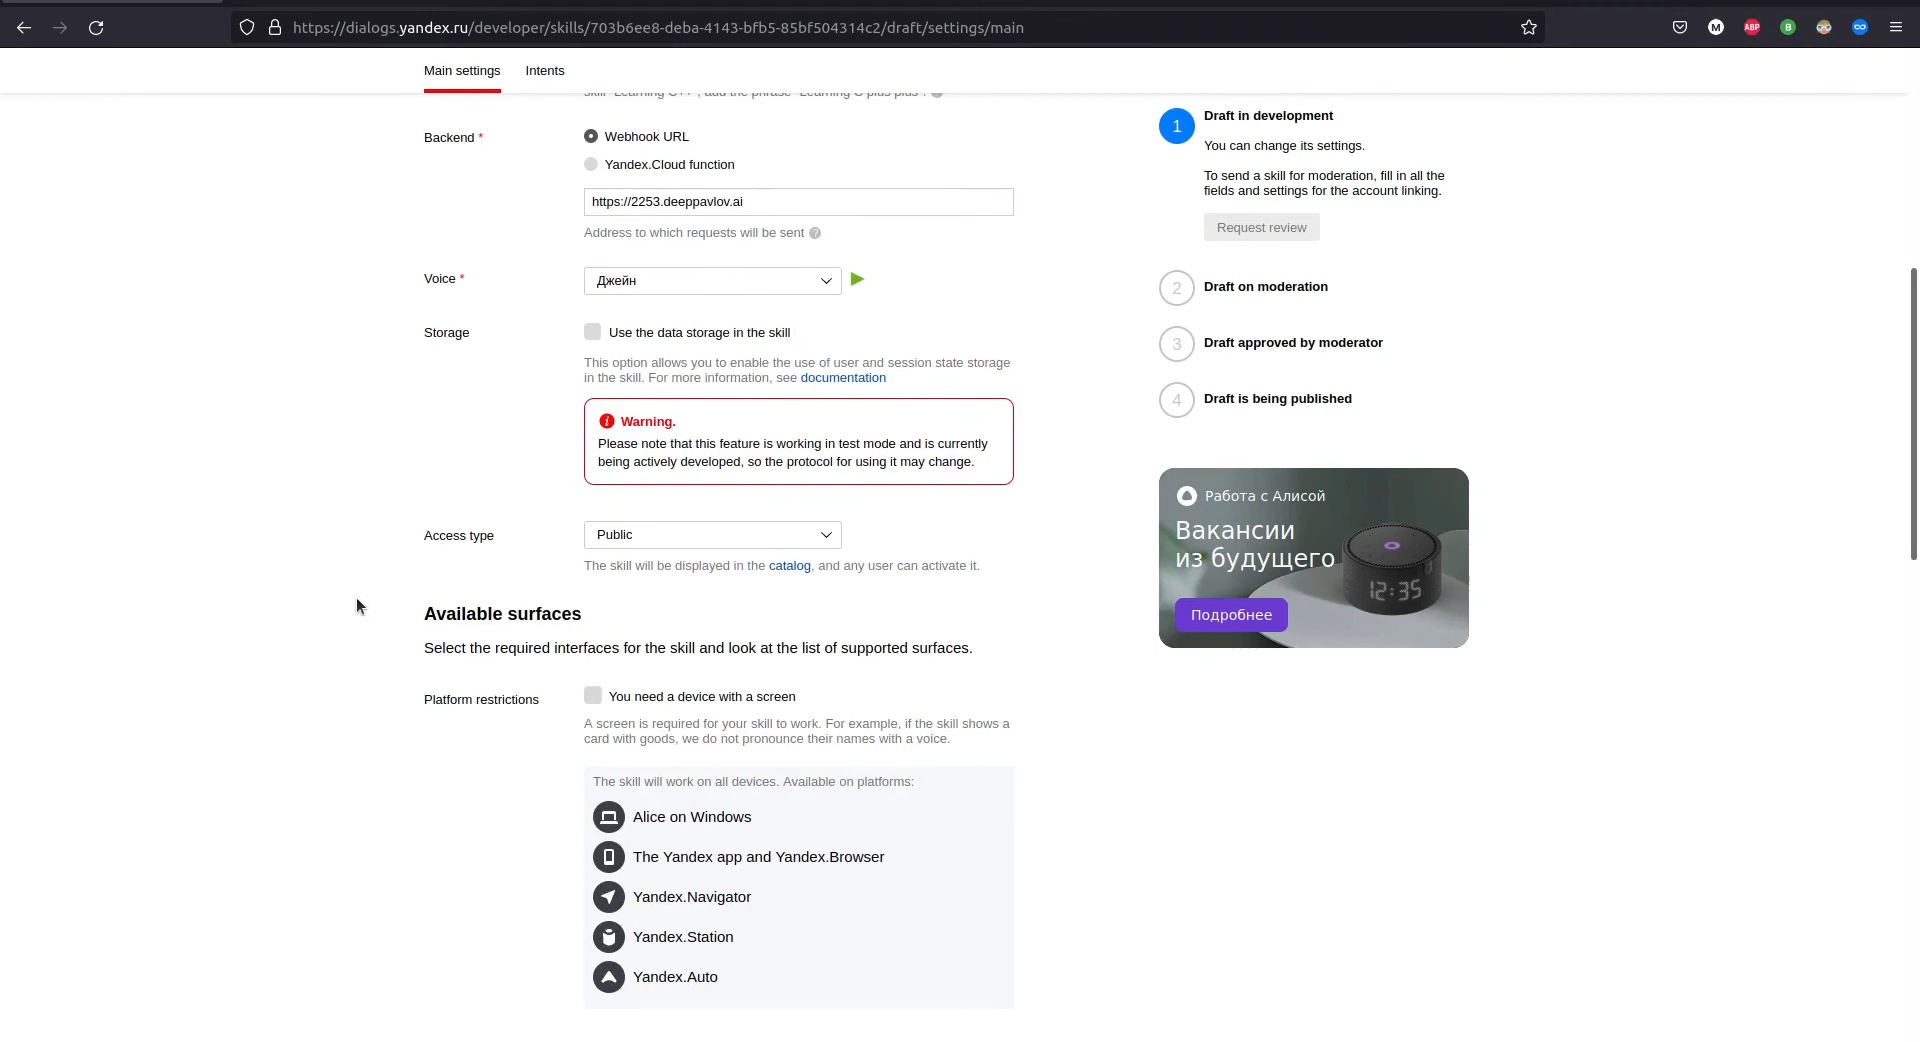 https://dialogs.yandex.ru/developer/skills/703b6ee8-deba-4143-bfb5-85bf504314c2/draft/settings/main
M
ABP
B
Main settings
Intents
skill "Learning C++", add the phrase "Learning C plus plus".
Backend *
Webhook URL
Yandex.Cloud function
https://2253.deeppavlov.ai
Address to which requests will be sent
Voice *
Джейн
Storage
Use the data storage in the skill
This option allows you to enable the use of user and session state storage
in the skill. For more information, see documentation
Warning.
Please note that this feature is working in test mode and is currently
being actively developed, so the protocol for using it may change.
Access type
Public
The skill will be displayed in the catalog, and any user can activate it.
Available surfaces
Select the required interfaces for the skill and look at the list of supported surfaces.
Platform restrictions
You need a device with a screen
A screen is required for your skill to work. For example, if the skill shows a
card with goods, we do not pronounce their names with a voice.
The skill will work on all devices. Available on platforms:
Alice on Windows
The Yandex app and Yandex.Browser
Yandex.Navigator
Yandex.Station
Yandex.Auto
1
Draft in development
You can change its settings.
To send a skill for moderation, fill in all the
fields and settings for the account linking.
Request review
2
Draft on moderation
3
Draft approved by moderator
4
Draft is being published
Работа с Алисой
Вакансии
из будущего
12:35
Подробнее